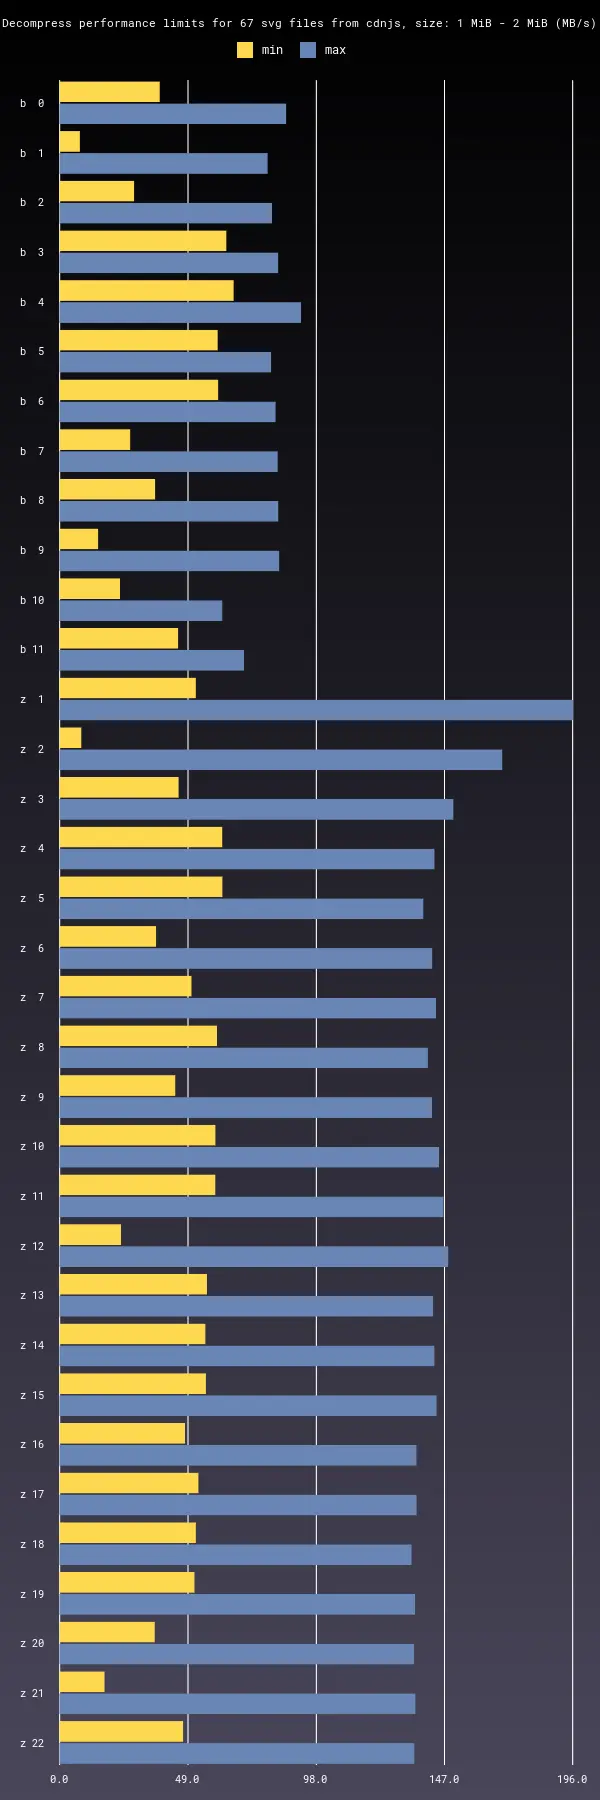 Decompress performance limits for 67 svg files from cdnjs, size: 1 MiB - 2 MiB (MB/s)
min max
b 0
b 1
b 2
b 3
b 4
b 5
b 6
b 7
b 8
b 9
b 10
b 11
z 1
z 2
z 3
z 4
z 5
z 6
z 7
z 8
z 9
z 10
z 11
z 12
z 13
z 14
z 15
z 16
z 17
z 18
z 19
z 20
z 21
z 22
0.0 49.0 98.0 147.0 196.0